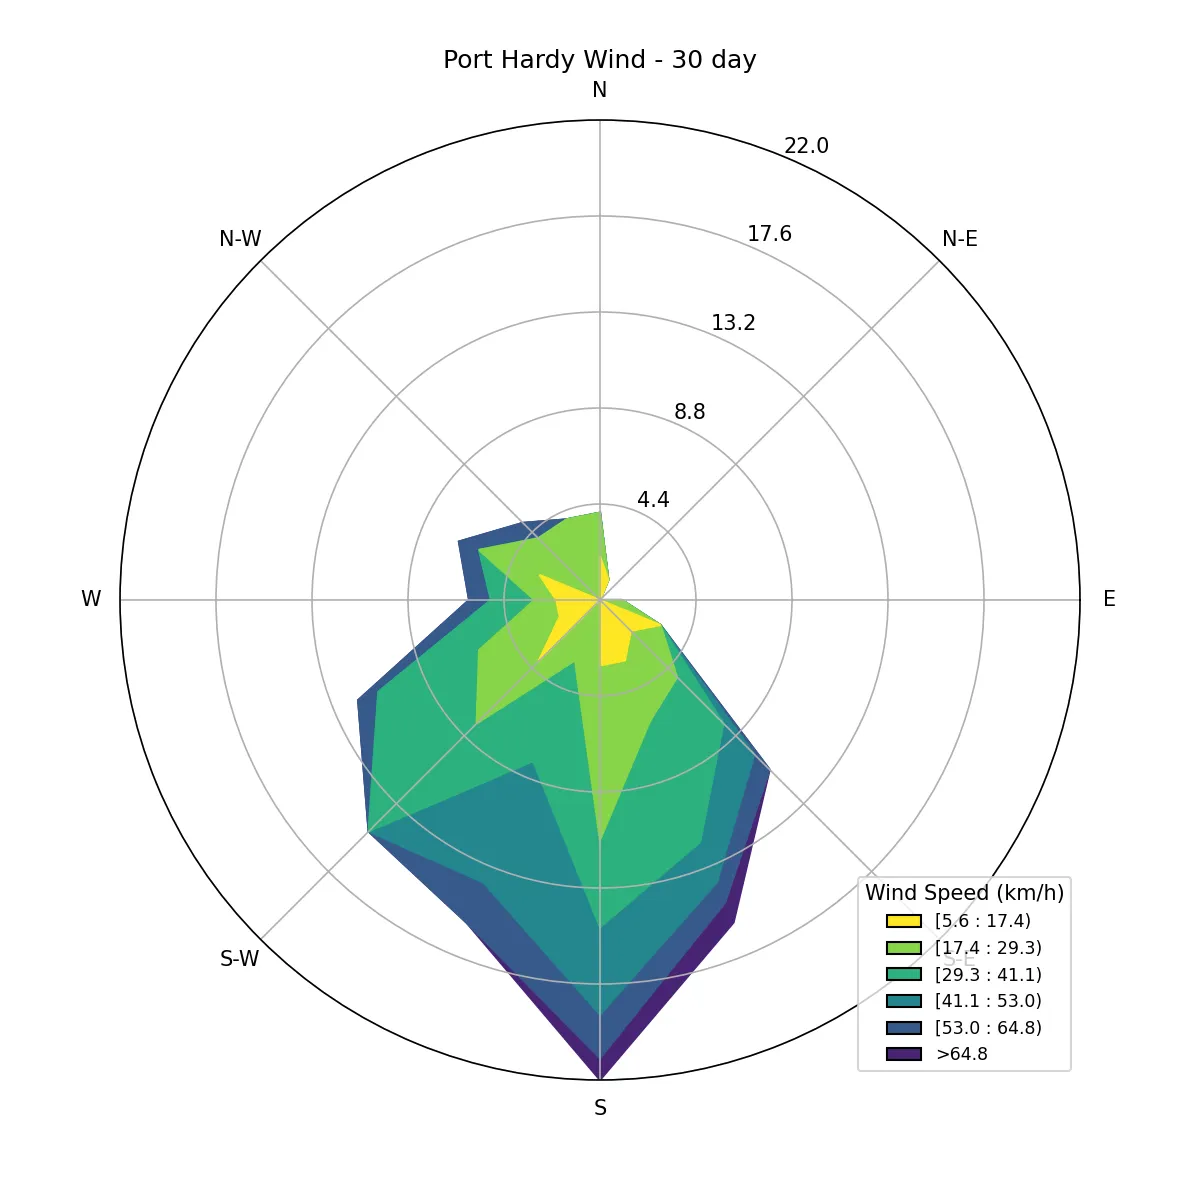 Port Hardy Wind - 30 day
N
22.0
17.6
N-W
N-E
13.2
8.8
4.4
W
E
Wind Speed (km/h)
[5.6 : 17.4)
[17.4 : 29.3)
S-W
S-E
[29.3 : 41.1)
[41.1 : 53.0)
[53.0 : 64.8)
>64.8
S